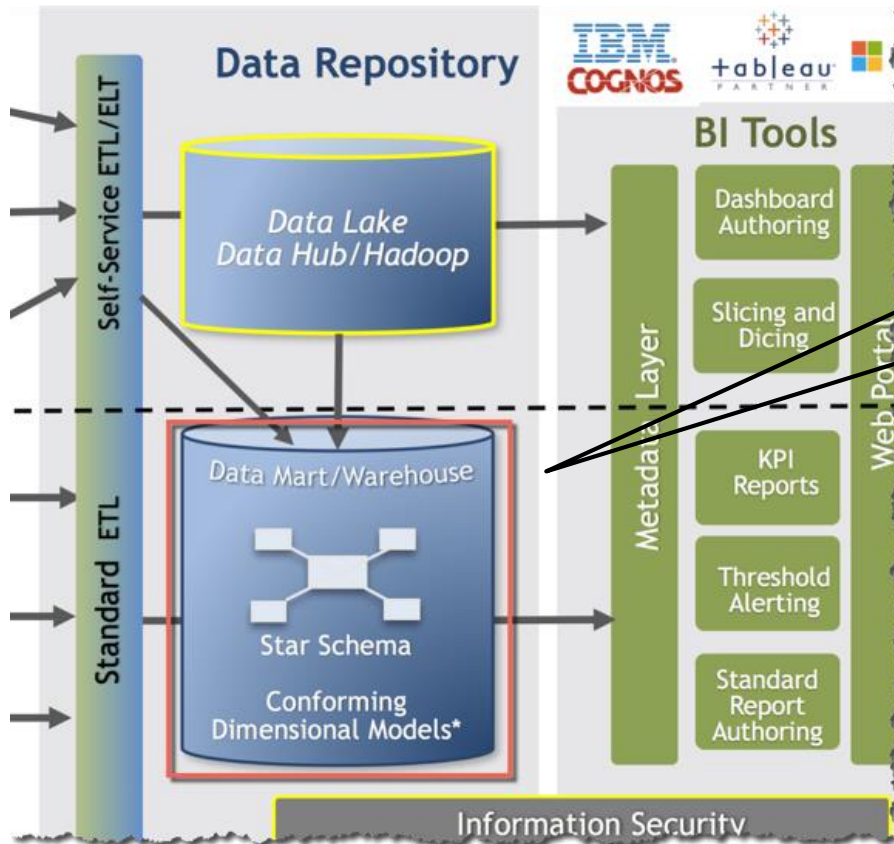 Data Repository
IBM
COGNOS
+ a b l e a u
PARTNER
BI Tools
Self-Service ETL/ELT
Standard ETL
Data Lake
Data Hub/Hadoop
Data Mart/Warehouse
Star Schema
Conforming
Dimensional Models*
Metadata Layer
Dashboard
Authoring
Slicing and
Dicing
KPI
Reports
Threshold
Alerting
Standard
Report
Authoring
Web Portal
Information Security